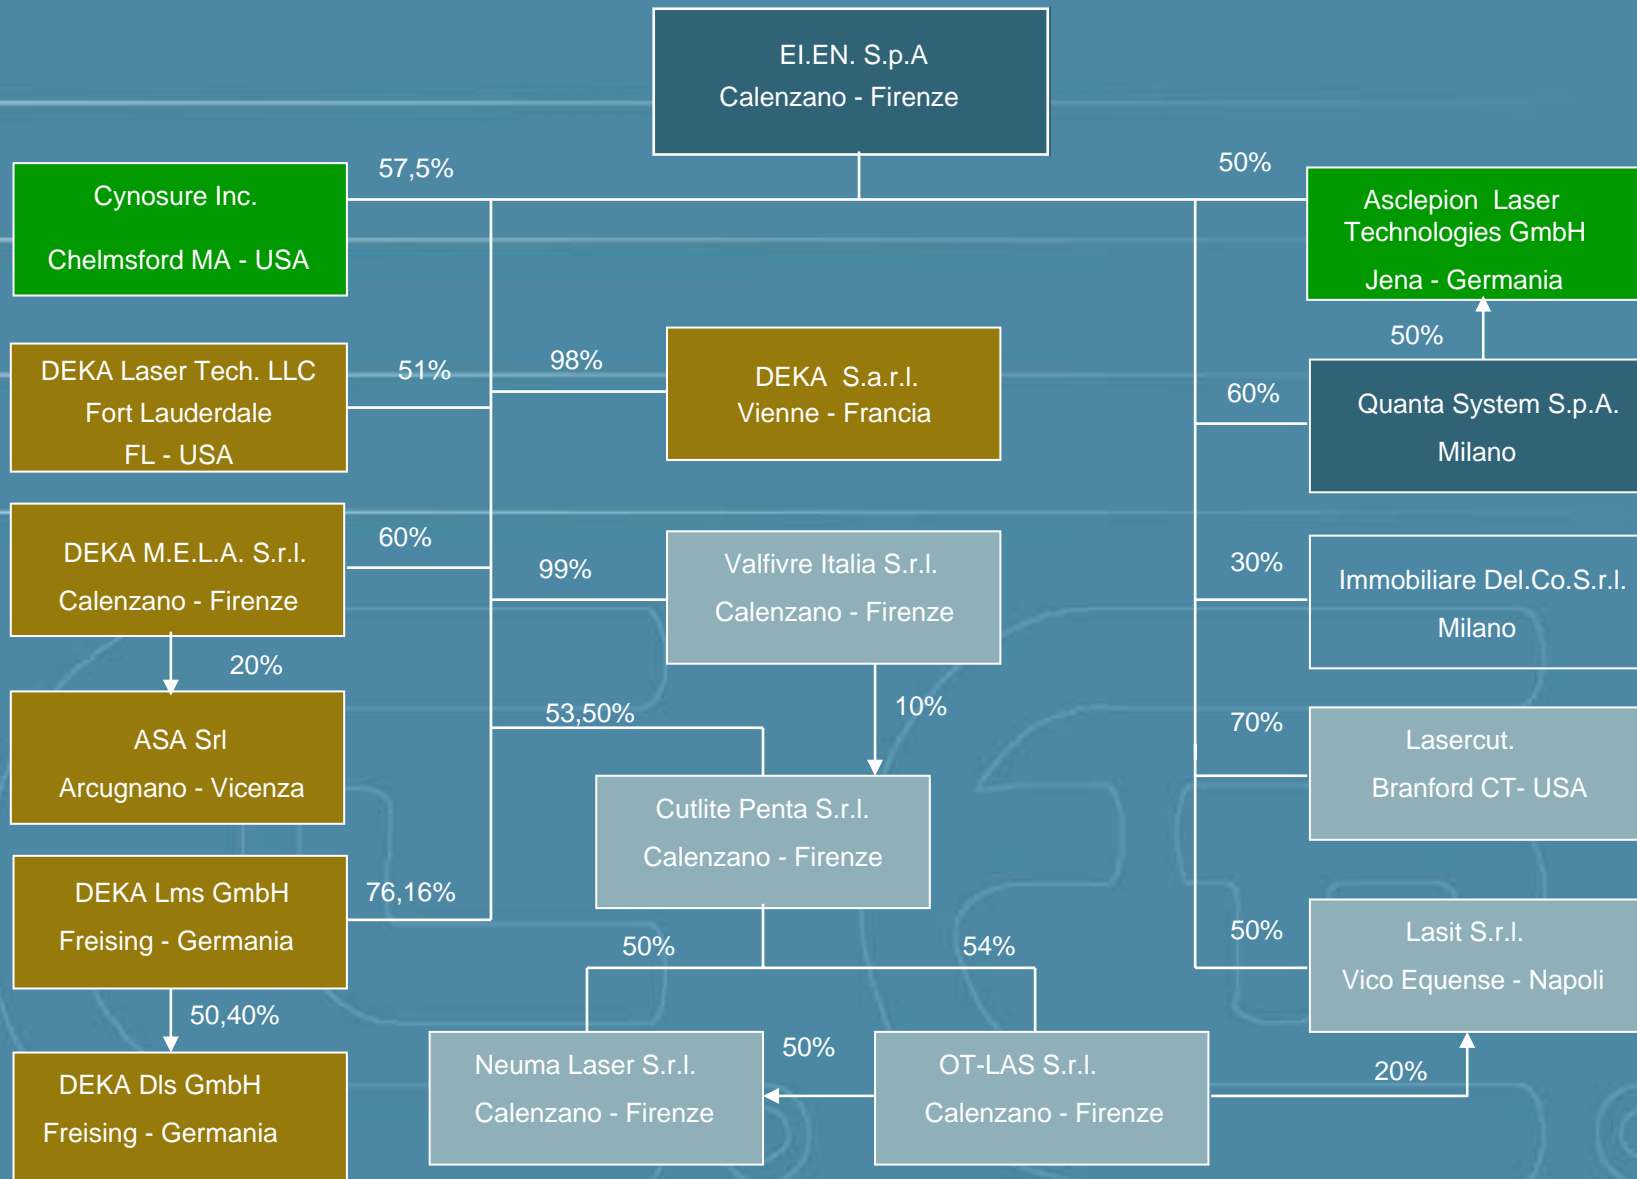 EI.EN. S.p.A
Calenzano - Firenze
57,5%
50%
Cynosure Inc.
Chelmsford MA - USA
Asclepion Laser
Technologies GmbH
Jena - Germania
50%
DEKA Laser Tech. LLC
Fort Lauderdale
FL - USA
51%
98%
DEKA S.a.r.l.
Vienne - Francia
60%
Quanta System S.p.A.
Milano
DEKA M.E.L.A. S.r.l.
Calenzano - Firenze
60%
99%
Valfivre Italia S.r.l.
Calenzano - Firenze
30%
Immobiliare Del.Co.S.r.l.
Milano
20%
10%
ASA Srl
Arcugnano - Vicenza
53,50%
70%
Lasercut.
Branford CT- USA
Cutlite Penta S.r.l.
Calenzano - Firenze
DEKA Lms GmbH
Freising - Germania
76,16%
50%
54%
50%
Lasit S.r.l.
Vico Equense - Napoli
50,40%
DEKA Dls GmbH
Freising - Germania
Neuma Laser S.r.l.
Calenzano - Firenze
50%
OT-LAS S.r.l.
Calenzano - Firenze
20%